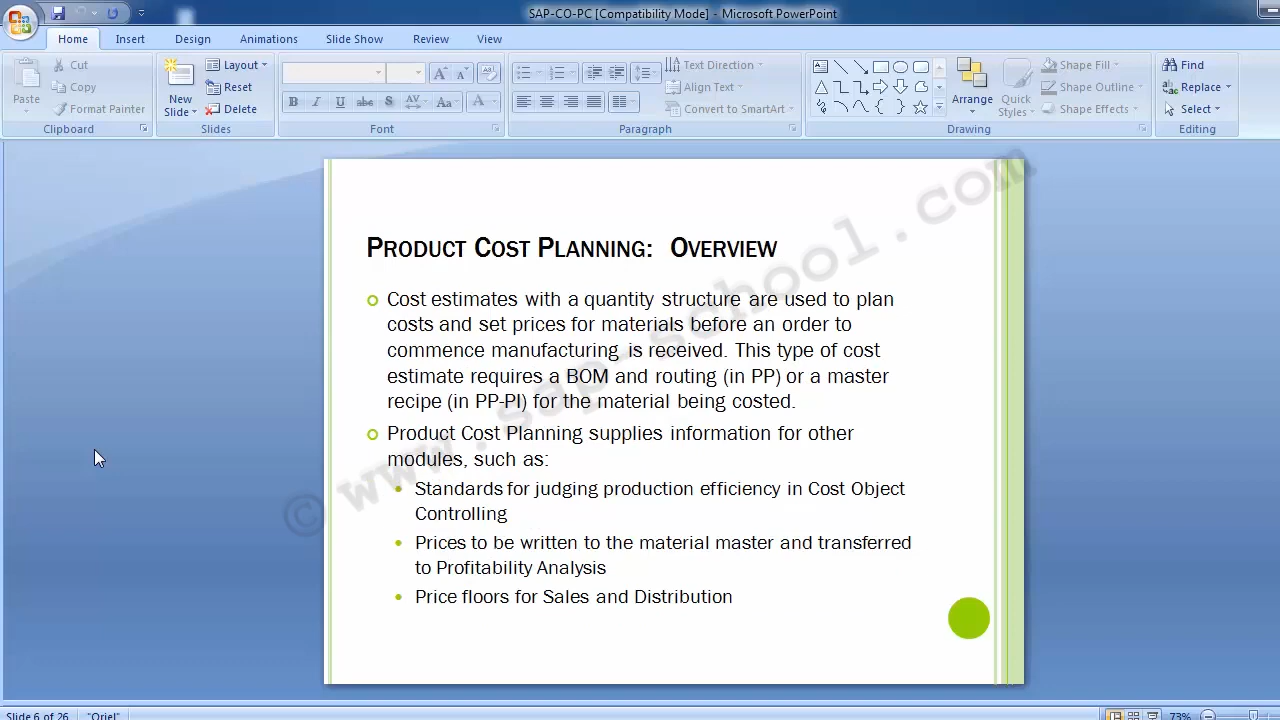 SAP-CO-PC [Compatibility Mode] - Microsoft PowerPoint
Home Insert Design Animations Slide Show Review View
Paste
Cut
Copy
Format Painter
Clipboard
New Slide
Layout
Reset
Delete
Slides
B I U abc S AV Aa A
Font
Text Direction
Align Text
Convert to SmartArt
Paragraph
Arrange
Quick Styles
Shape Fill
Shape Outline
Shape Effects
Drawing
Find
Replace
Select
Editing
© www.sap-school.com
PRODUCT COST PLANNING: OVERVIEW
Cost estimates with a quantity structure are used to plan
costs and set prices for materials before an order to
commence manufacturing is received. This type of cost
estimate requires a BOM and routing (in PP) or a master
recipe (in PP-PI) for the material being costed.
Product Cost Planning supplies information for other
modules, such as:
Standards for judging production efficiency in Cost Object
Controlling
Prices to be written to the material master and transferred
to Profitability Analysis
Price floors for Sales and Distribution
Slide 6 of 26 "Oriel" 73%